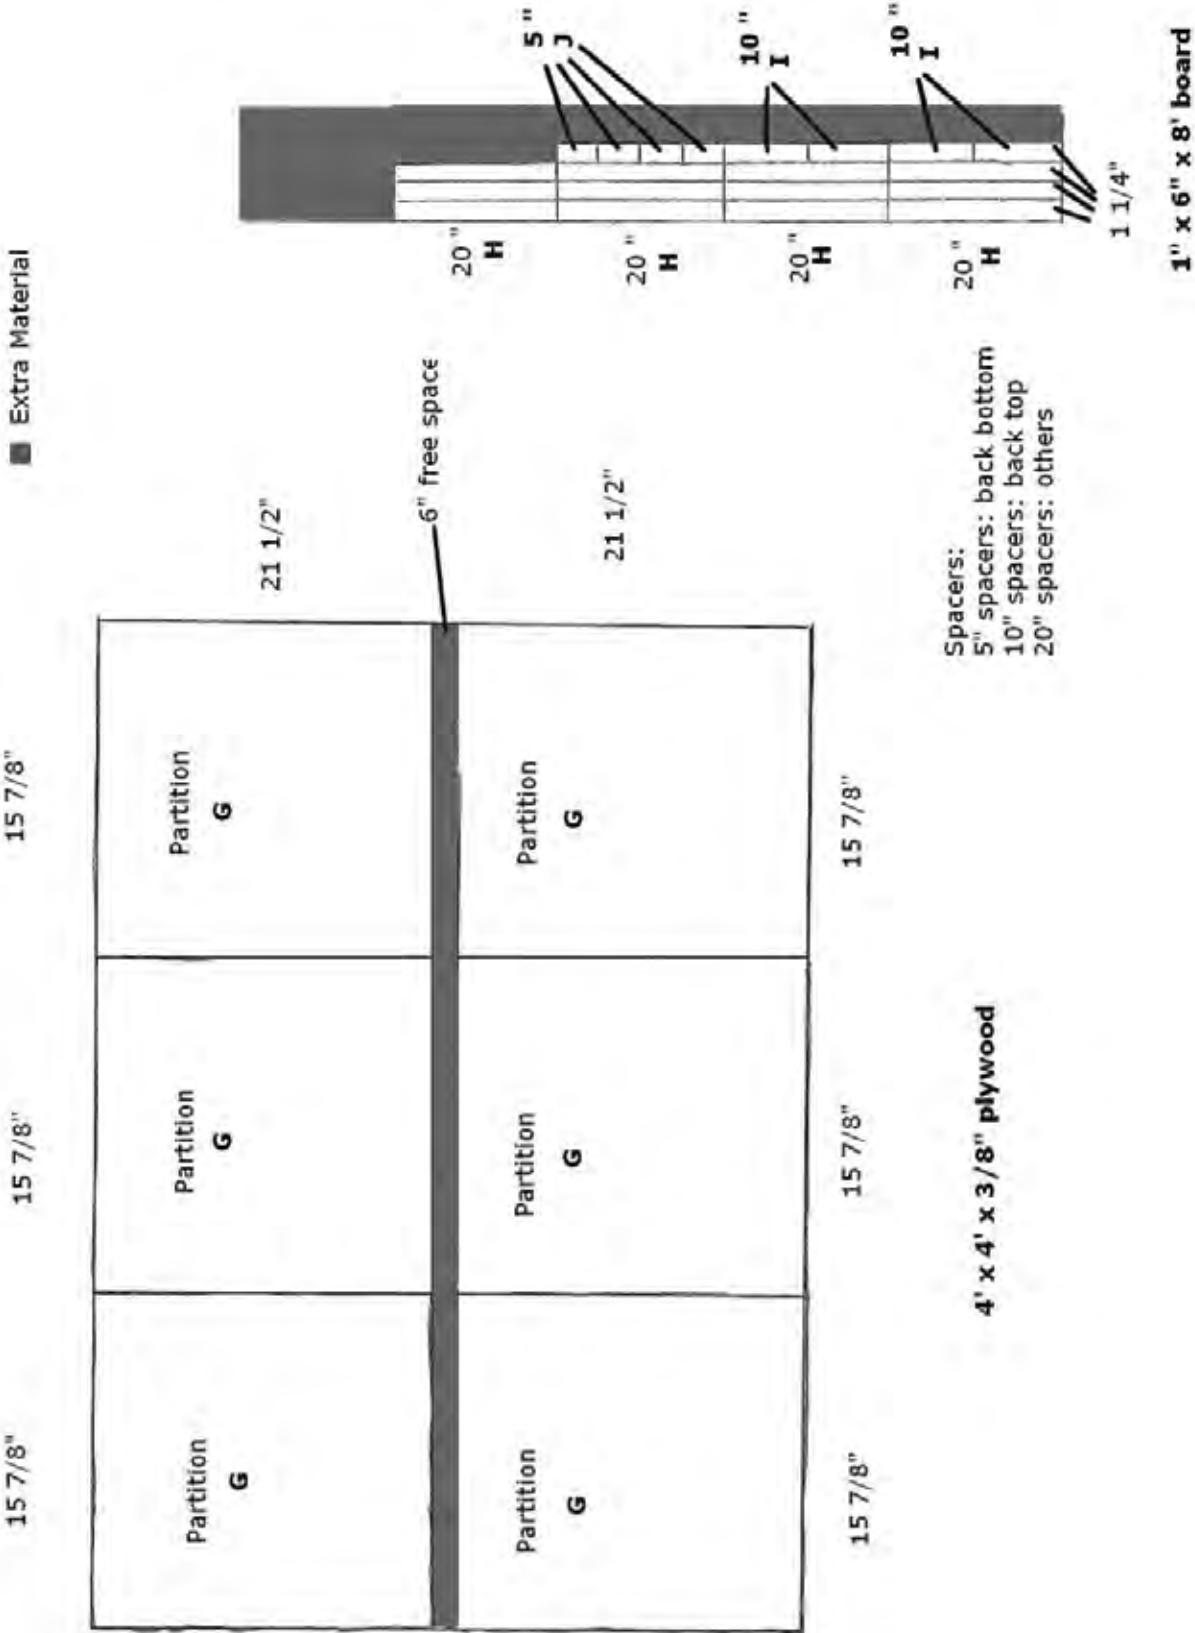 15 7/8"
15 7/8"
15 7/8"
Extra Material
Partition
G
Partition
G
Partition
G
21 1/2"
6" free space
Partition
G
Partition
G
Partition
G
21 1/2"
15 7/8"
15 7/8"
15 7/8"
4' x 4' x 3/8" plywood
Spacers:
5" spacers: back bottom
10" spacers: back top
20" spacers: others
20"
H
20"
H
20"
H
20"
H
5"
J
10"
I
10"
I
1 1/4"
1" x 6" x 8' board